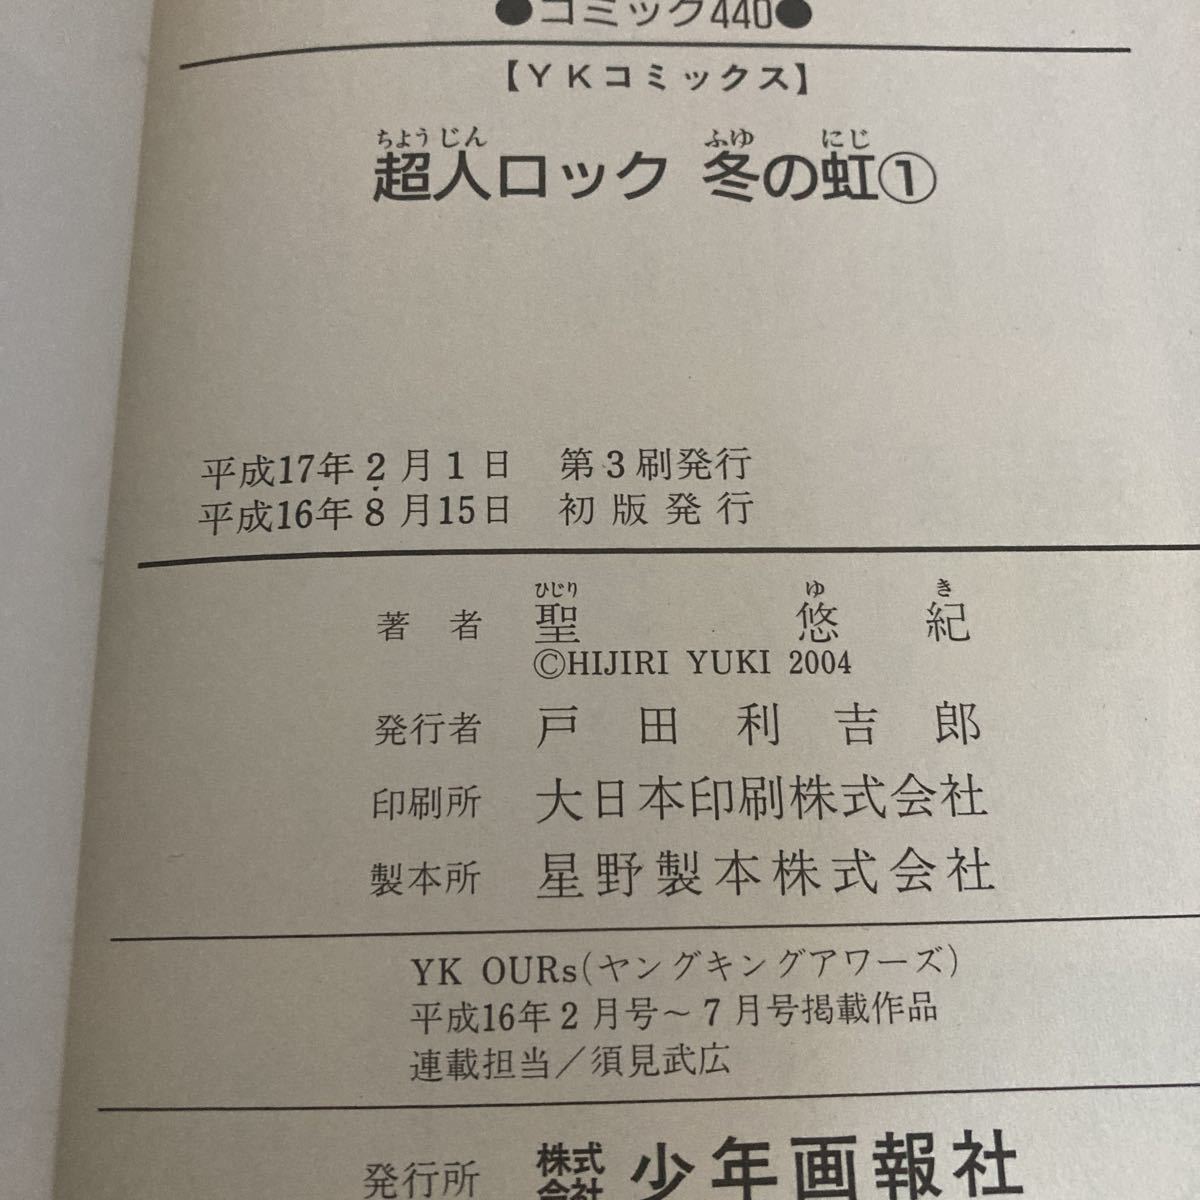 ●コミック440●
【YKコミックス】
ちょうじん ふゆ にじ
超人ロック 冬の虹①
平成17年2月1日 第3刷発行
平成16年8月15日 初版発行
ひじり ゆ き
著者 聖 悠紀
©HIJIRI YUKI 2004
発行者 戸田利吉郎
印刷所 大日本印刷株式会社
製本所 星野製本株式会社
YK OURs(ヤングキングアワーズ)
平成16年2月号~7月号掲載作品
連載担当/須見武広
発行所 株式会社 少年画報社